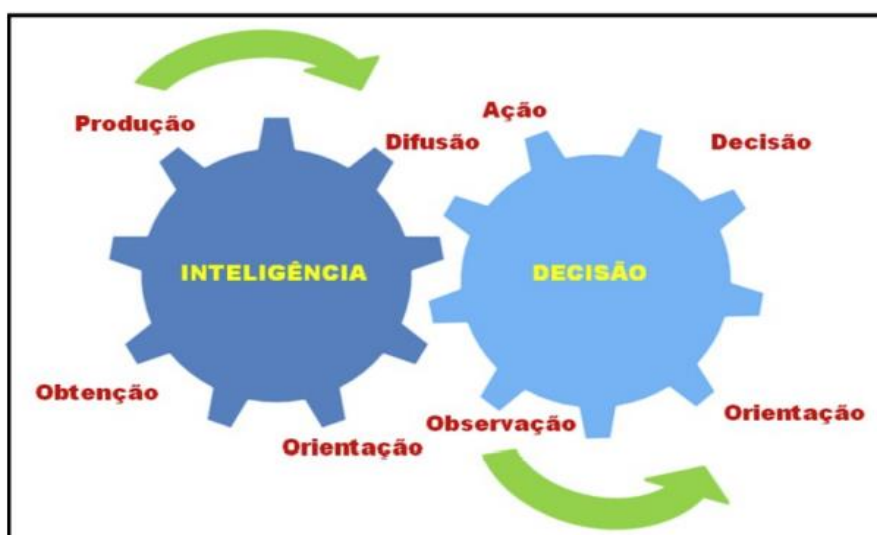 Produção
Difusão
Ação
Decisão
INTELIGÊNCIA
DECISÃO
Obtenção
Orientação
Observação
Orientação